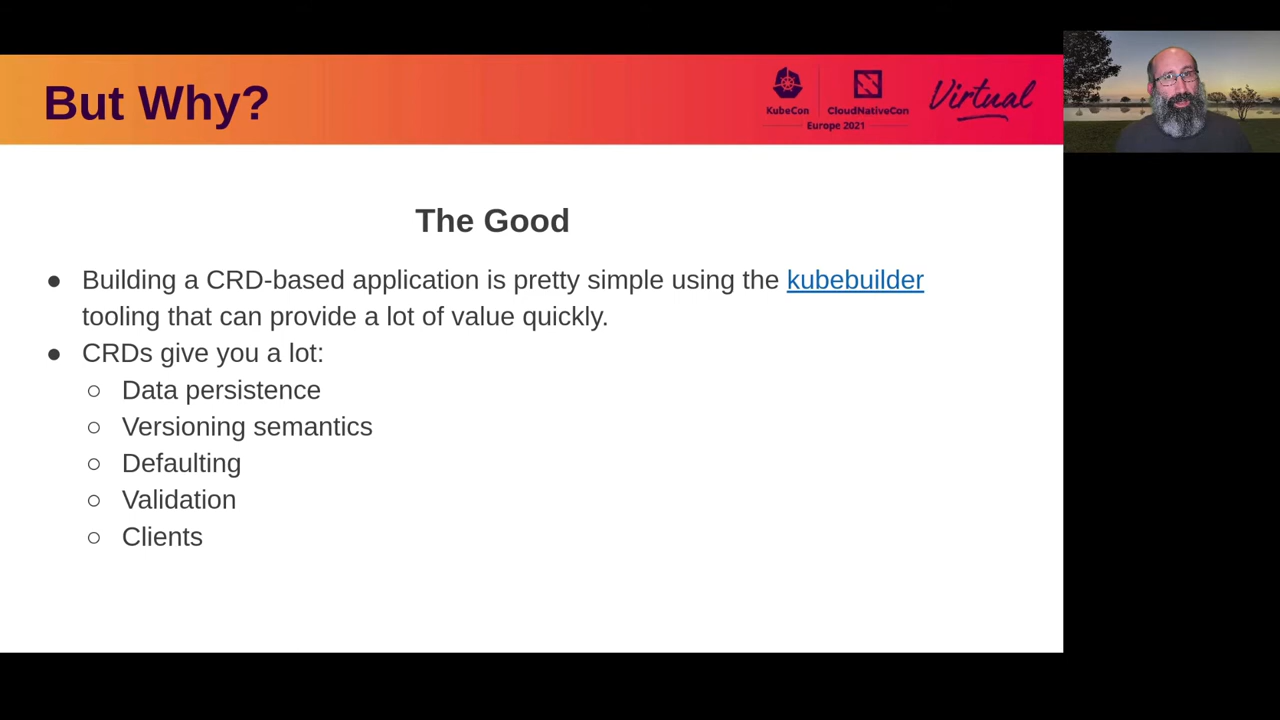 But Why?
KubeCon
CloudNativeCon
Europe 2021
Virtual
The Good
● Building a CRD-based application is pretty simple using the kubebuilder
tooling that can provide a lot of value quickly.
● CRDs give you a lot:
○ Data persistence
○ Versioning semantics
○ Defaulting
○ Validation
○ Clients